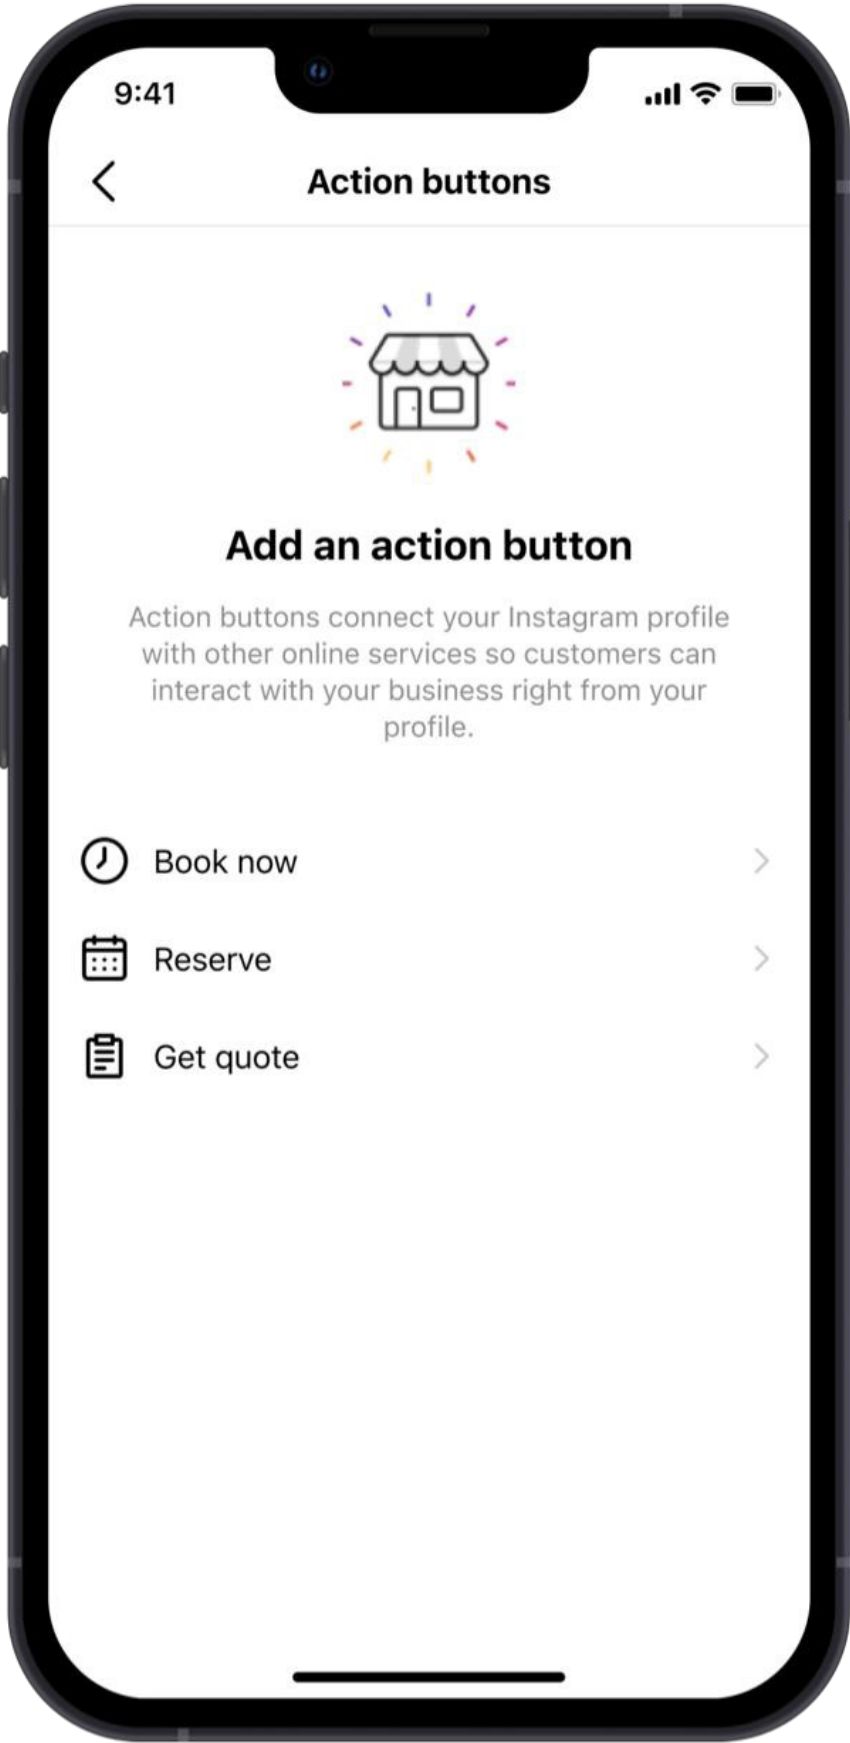 9:41
Action buttons
Add an action button
Action buttons connect your Instagram profile
with other online services so customers can
interact with your business right from your
profile.
Book now
Reserve
Get quote